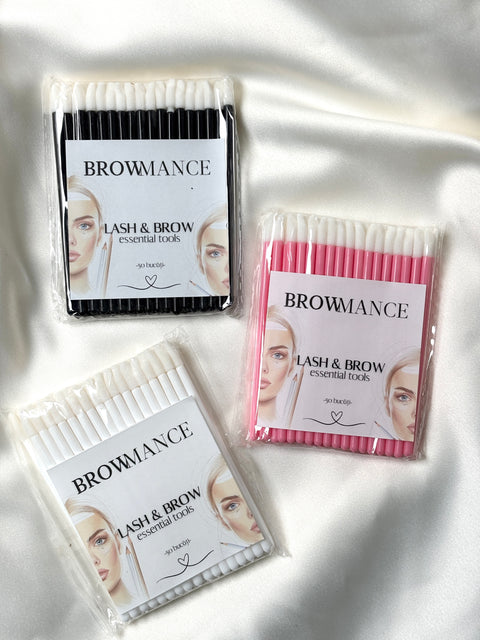 BROWMANCE
LASH & BROW
essential tools
-50 bucăți-
BROWMANCE
LASH & BROW
essential tools
-50 bucăți-
BROWMANCE
LASH & BROW
essential tools
-50 bucăți-